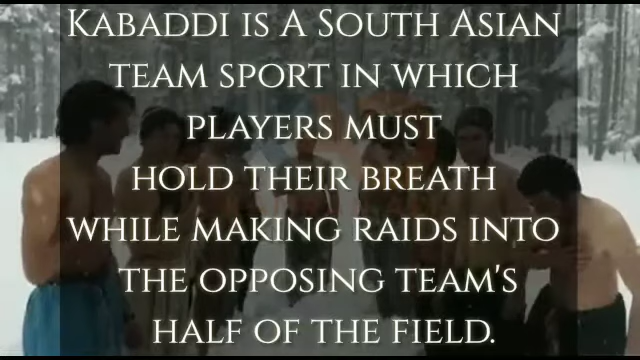 Kabaddi is A South Asian
team sport in which
players must
hold their breath
while making raids into
the opposing team's
half of the field.